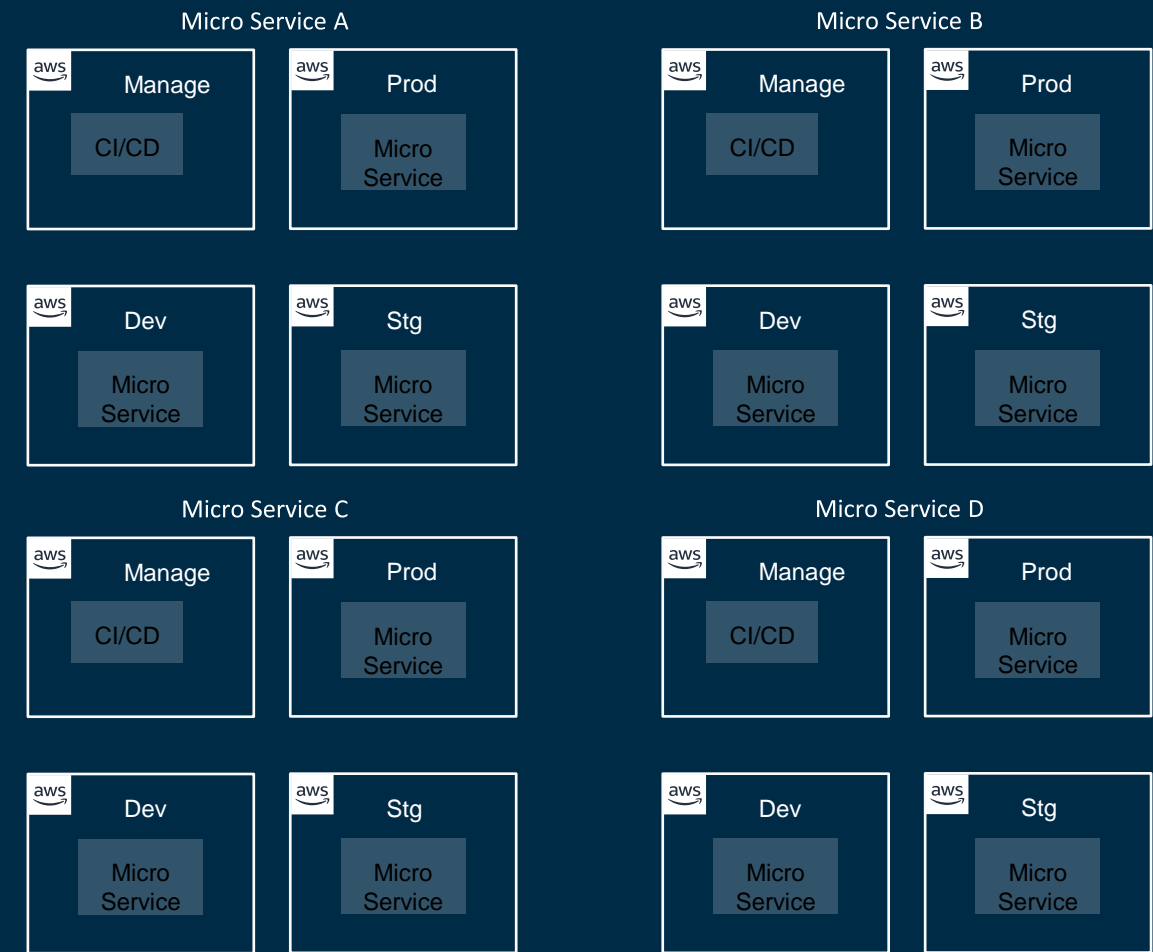 Micro Service A
aws
Manage
CI/CD
aws
Prod
Micro
Service
aws
Dev
Micro
Service
aws
Stg
Micro
Service
Micro Service B
aws
Manage
CI/CD
aws
Prod
Micro
Service
aws
Dev
Micro
Service
aws
Stg
Micro
Service
Micro Service C
aws
Manage
CI/CD
aws
Prod
Micro
Service
aws
Dev
Micro
Service
aws
Stg
Micro
Service
Micro Service D
aws
Manage
CI/CD
aws
Prod
Micro
Service
aws
Dev
Micro
Service
aws
Stg
Micro
Service